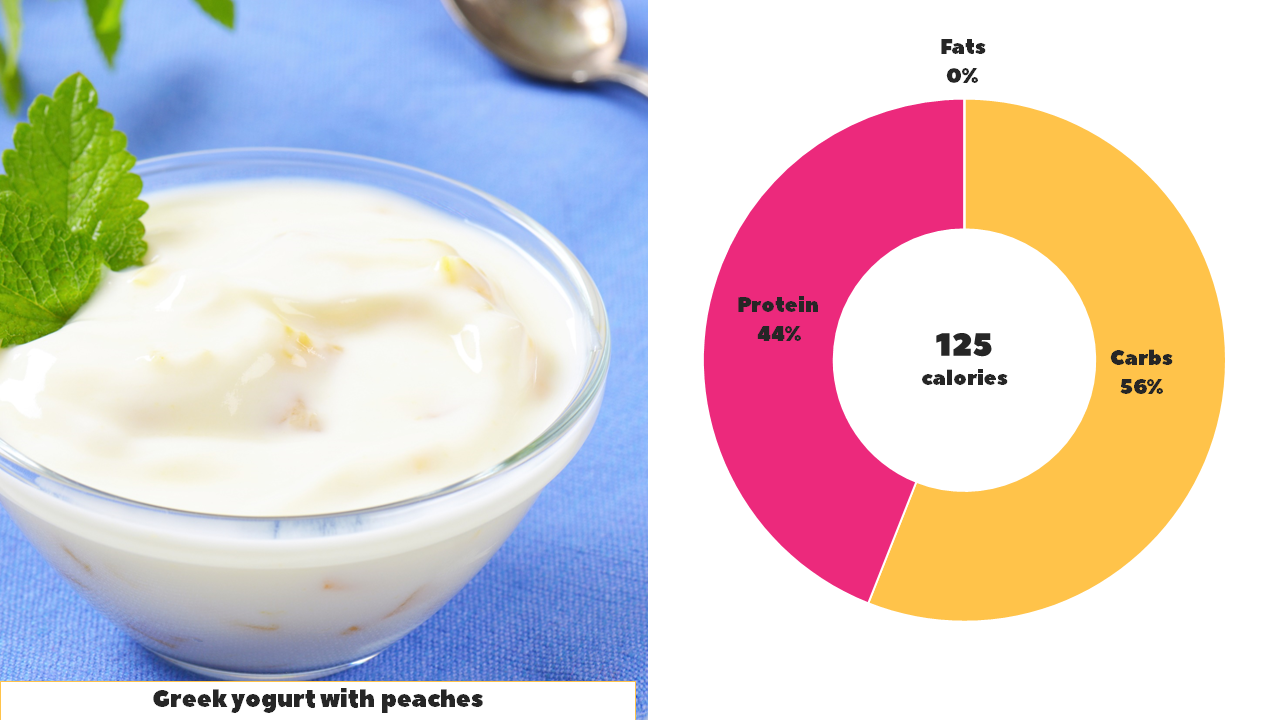 Fats
0%
Protein
44%
125
calories
Carbs
56%
Greek yogurt with peaches